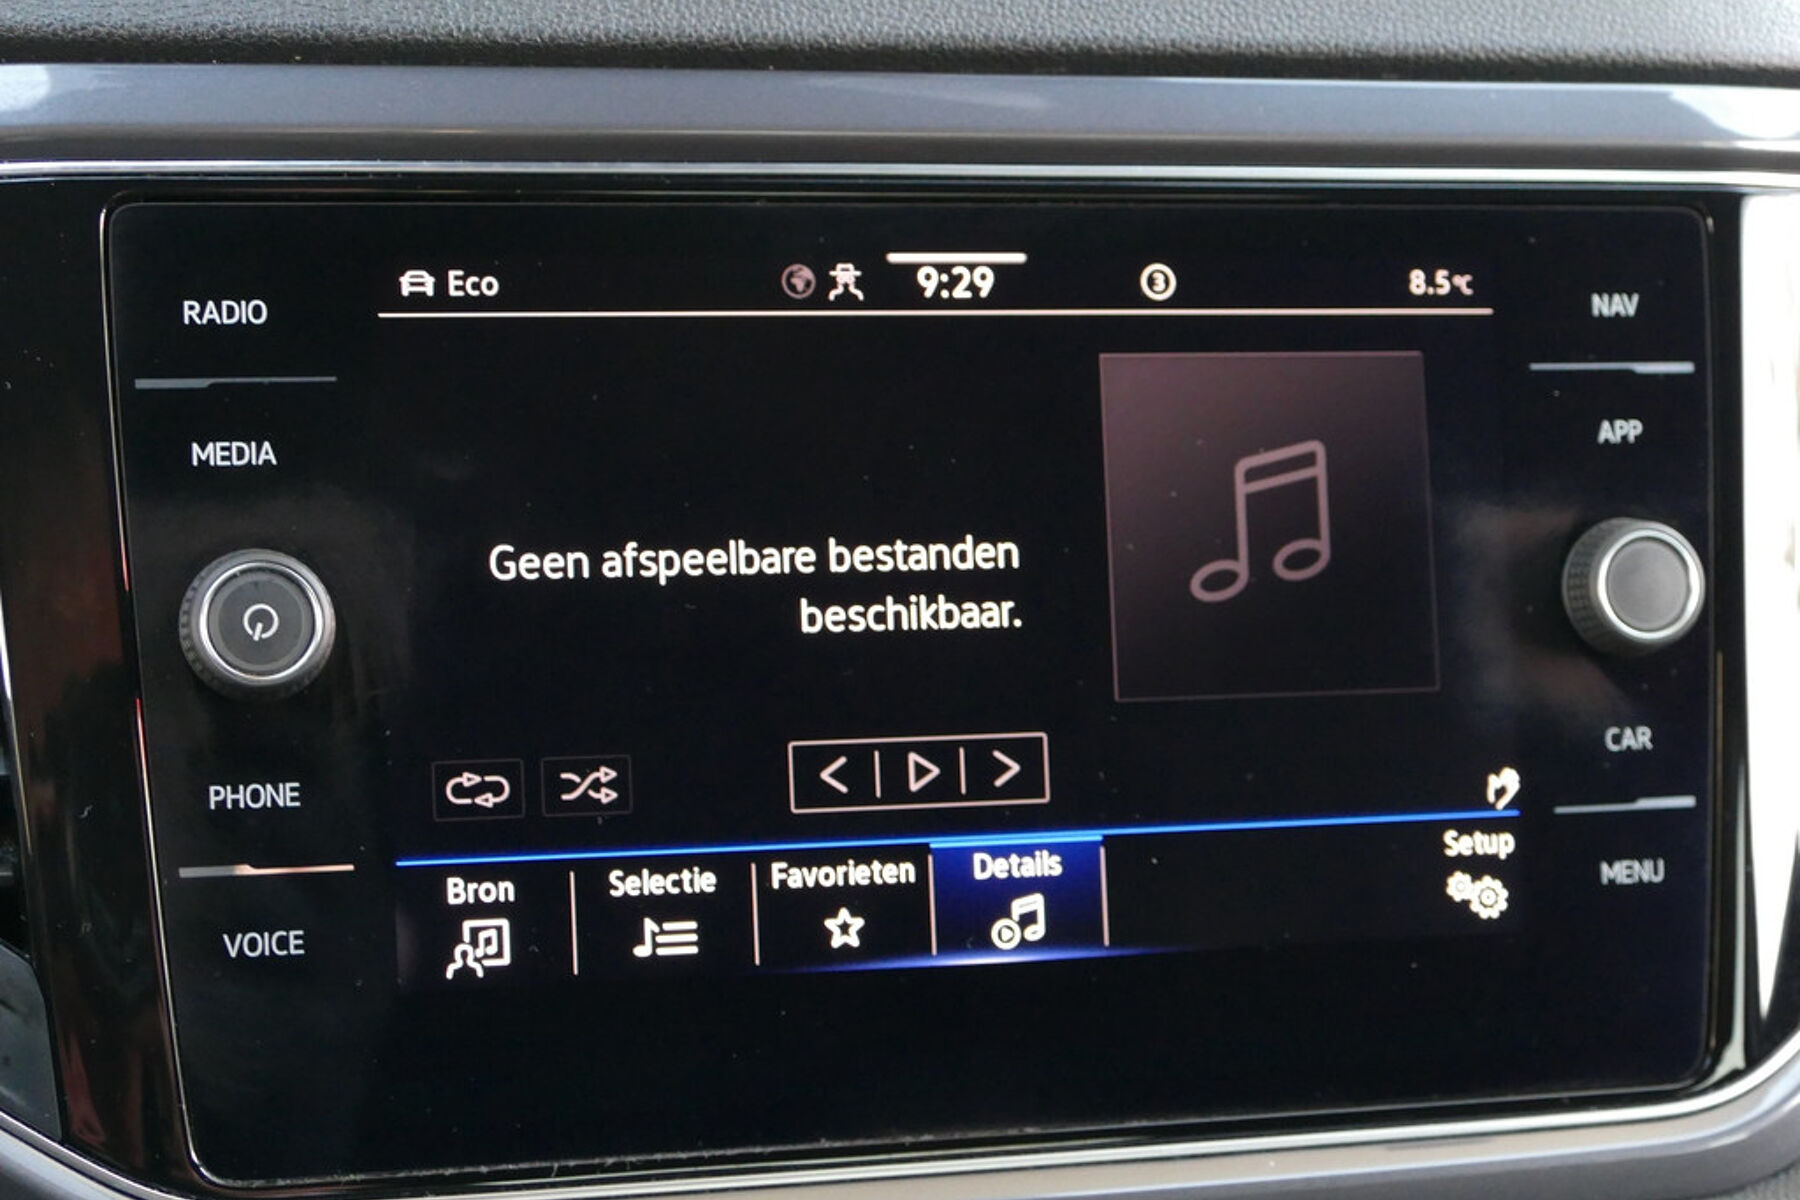 Eco
9:29
3
8.5°C
RADIO
NAV
MEDIA
APP
Geen afspeelbare bestanden
beschikbaar.
PHONE
CAR
VOICE
MENU
Bron
Selectie
Favorieten
Details
Setup